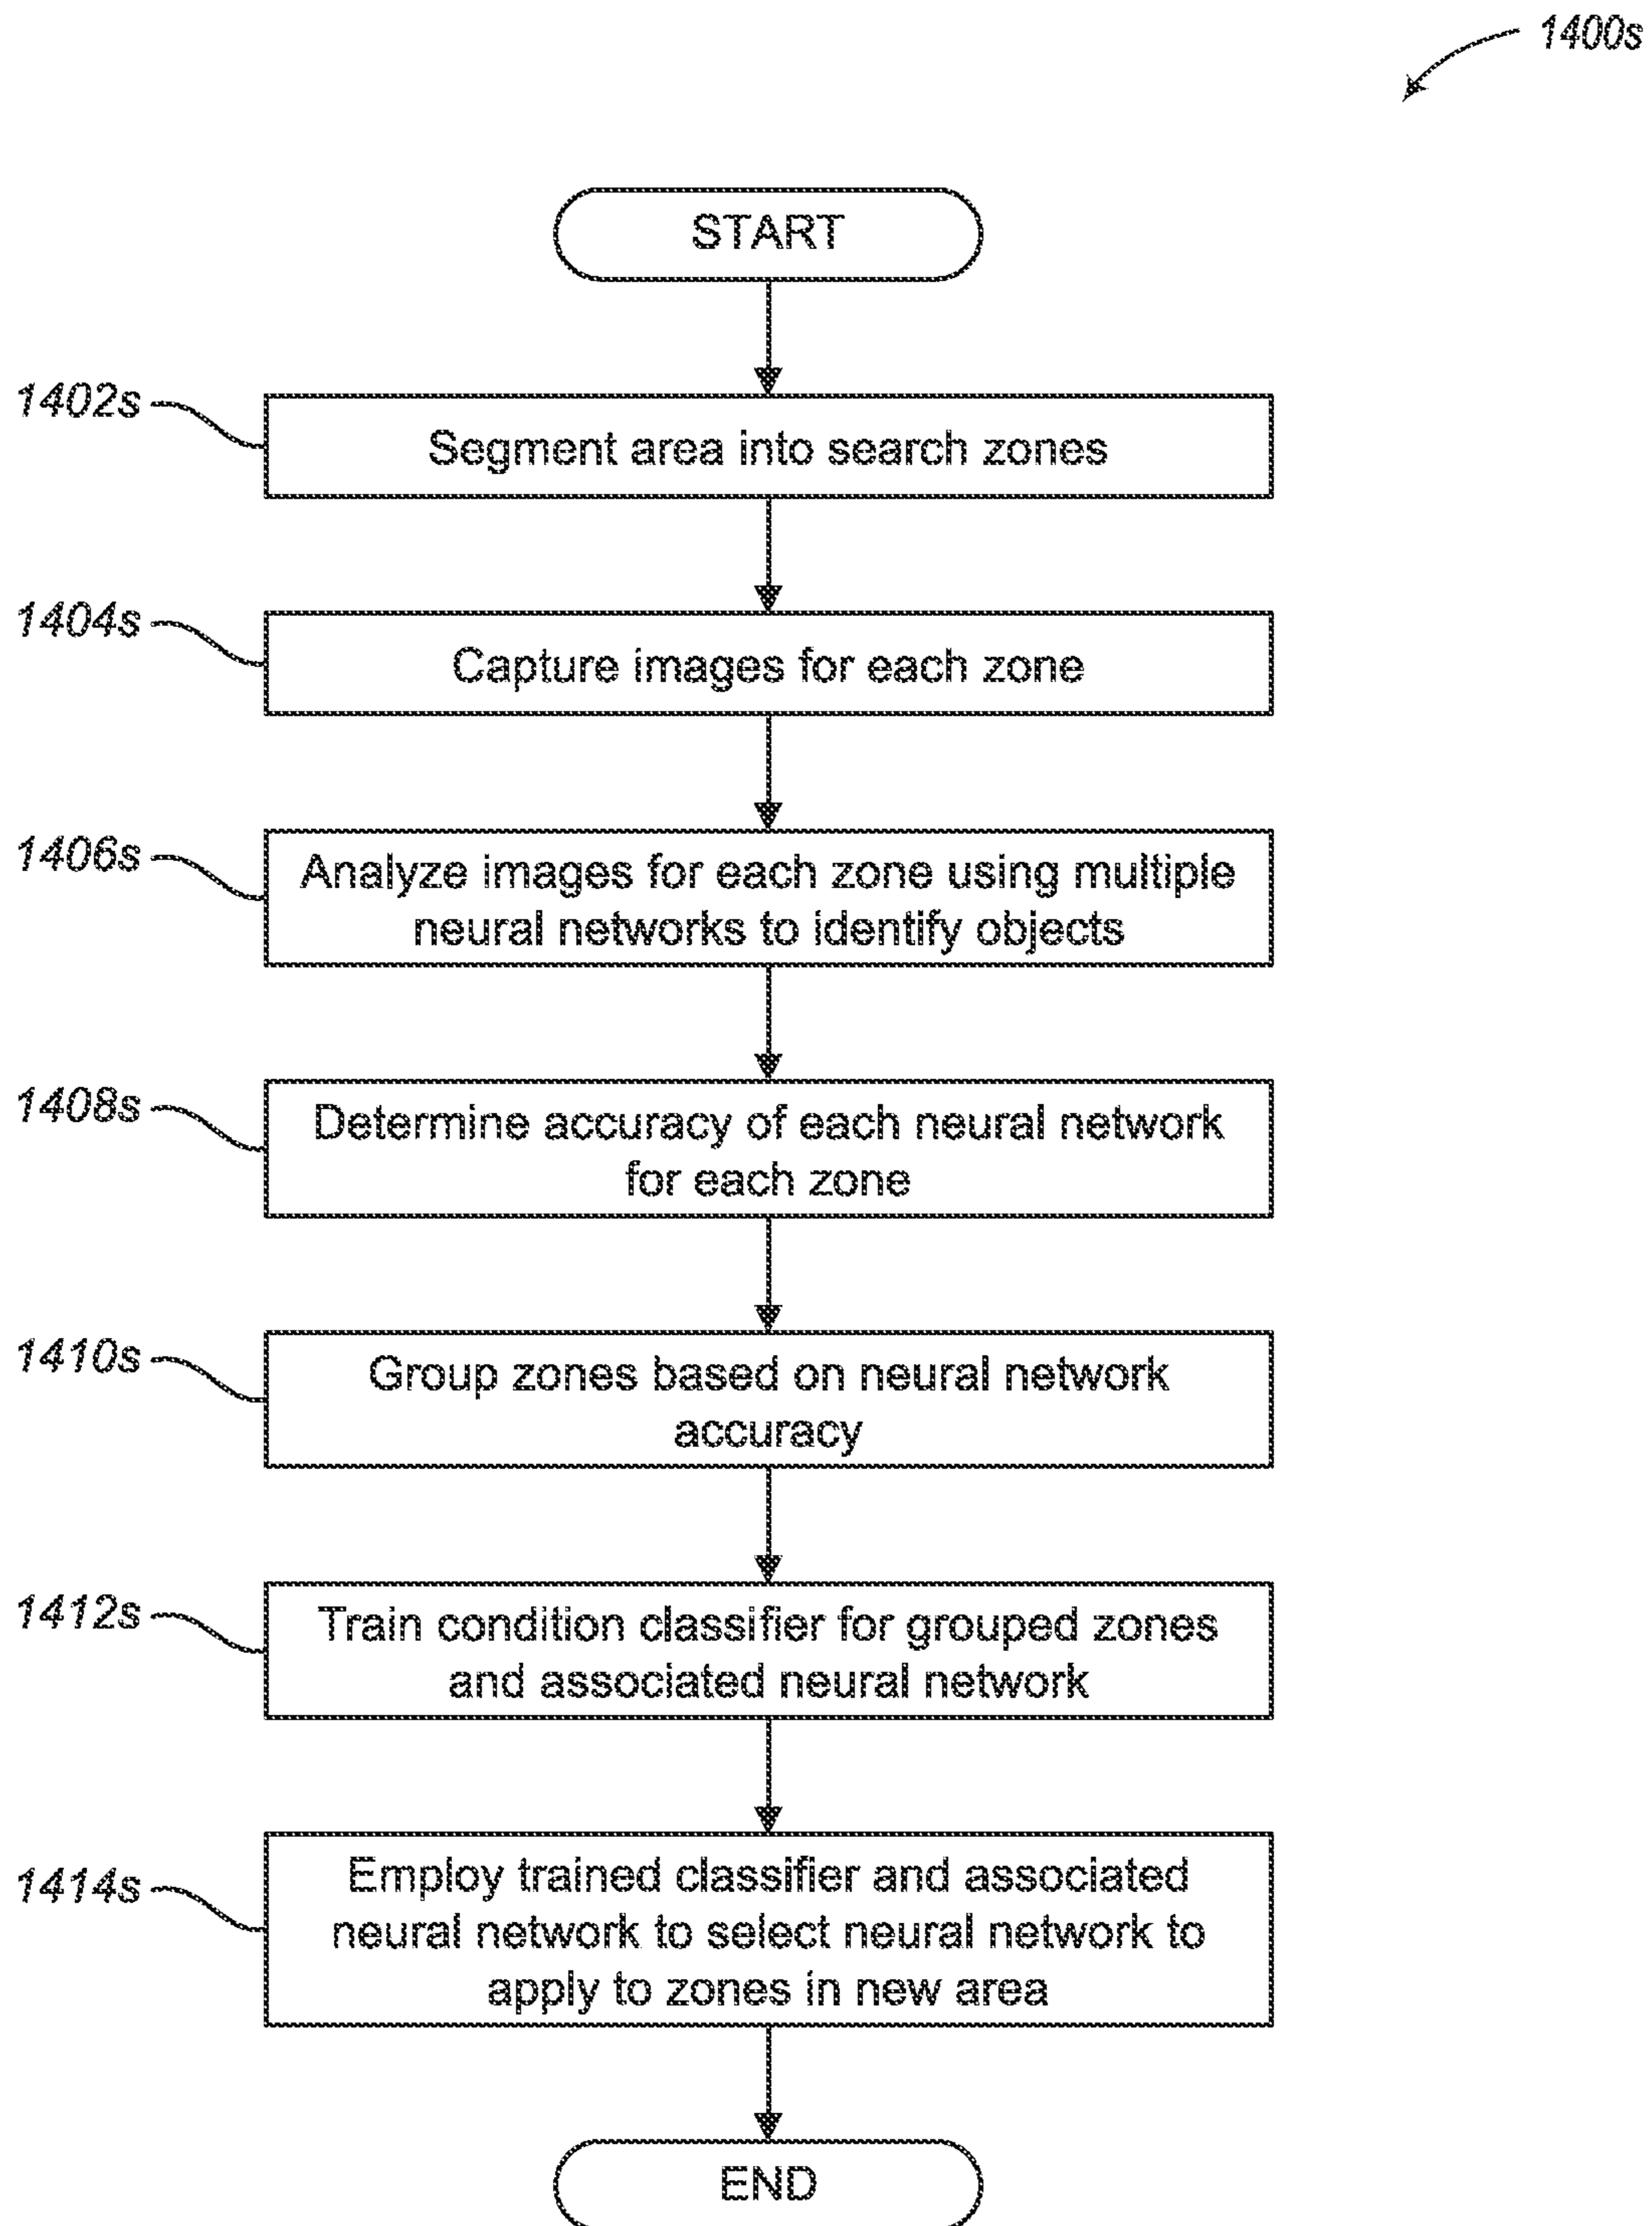 1400s
START
1402s
Segment area into search zones
1404s
Capture images for each zone
1406s
Analyze images for each zone using multiple
neural networks to identify objects
1408s
Determine accuracy of each neural network
for each zone
1410s
Group zones based on neural network
accuracy
1412s
Train condition classifier for grouped zones
and associated neural network
1414s
Employ trained classifier and associated
neural network to select neural network to
apply to zones in new area
END